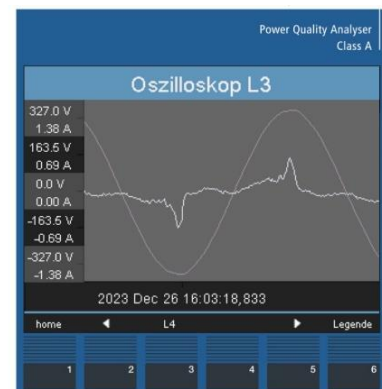 Power Quality Analyser
Class A
Oszilloskop L3
327.0 V
1.38 A
163.5 V
0.69 A
0.0 V
0.00 A
-163.5 V
-0.69 A
-327.0 V
-1.38 A
2023 Dec 26 16:03:18,833
home ◄ L4 ► Legende
1 2 3 4 5 6